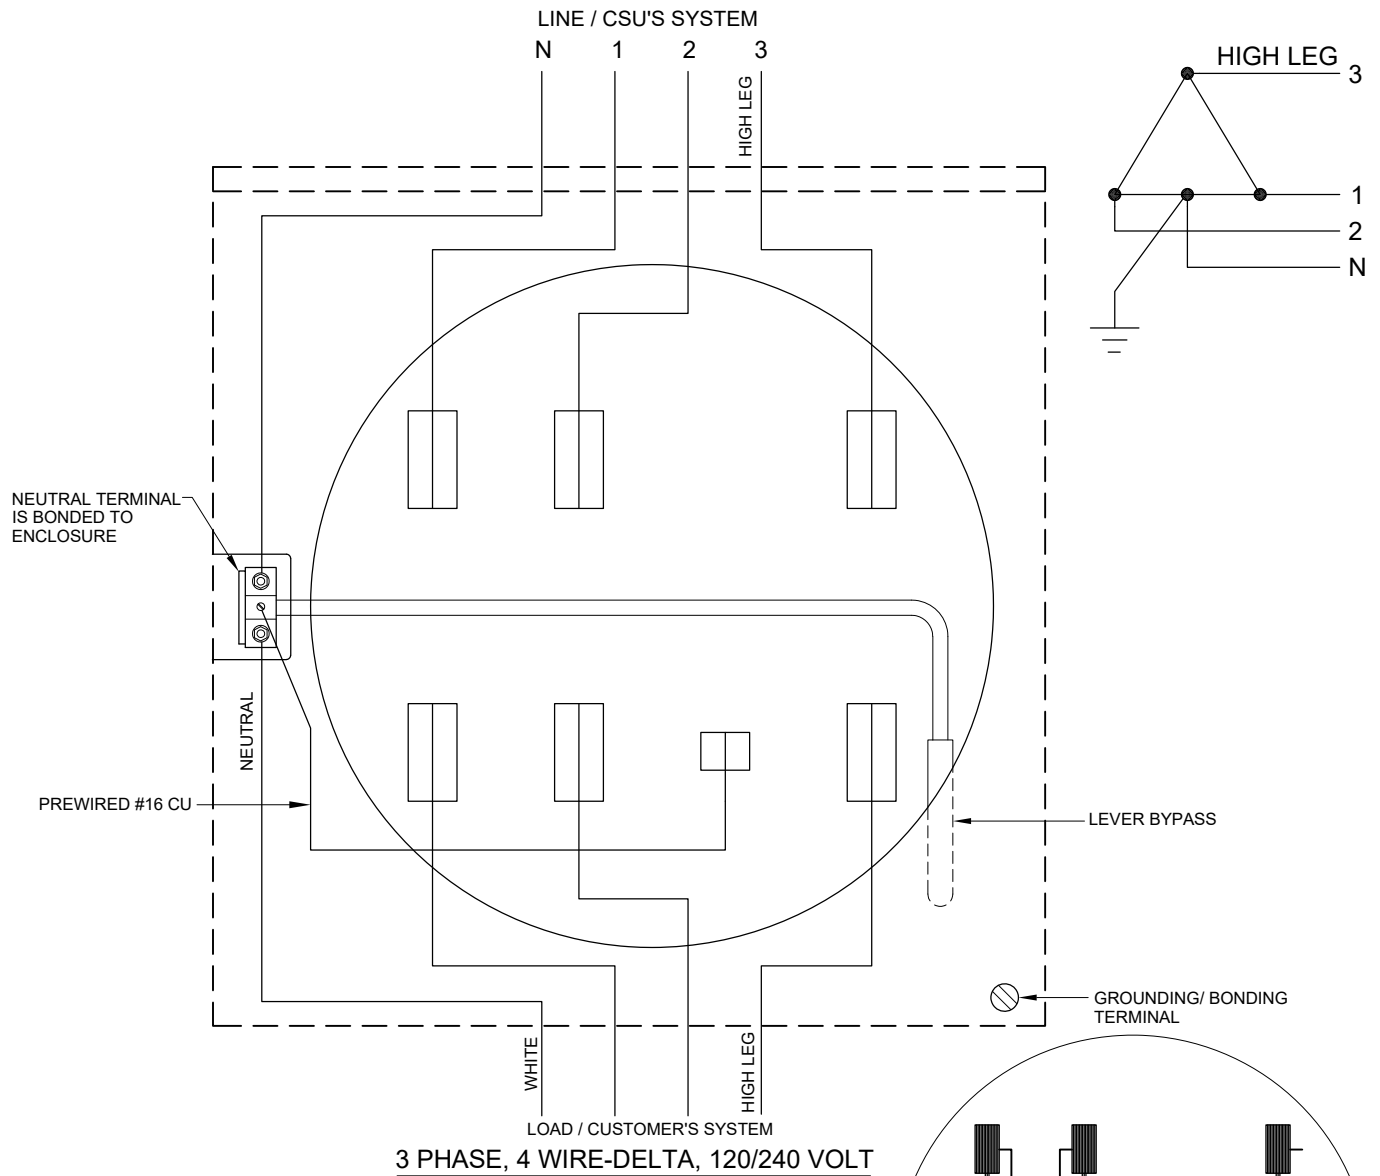 LINE / CSU'S SYSTEM
N 1 2 3
HIGH LEG
HIGH LEG
3
1
2
N
NEUTRAL TERMINAL
IS BONDED TO
ENCLOSURE
NEUTRAL
PREWIRED #16 CU
LEVER BYPASS
GROUNDING/ BONDING
TERMINAL
WHITE
HIGH LEG
LOAD / CUSTOMER'S SYSTEM
3 PHASE, 4 WIRE-DELTA, 120/240 VOLT